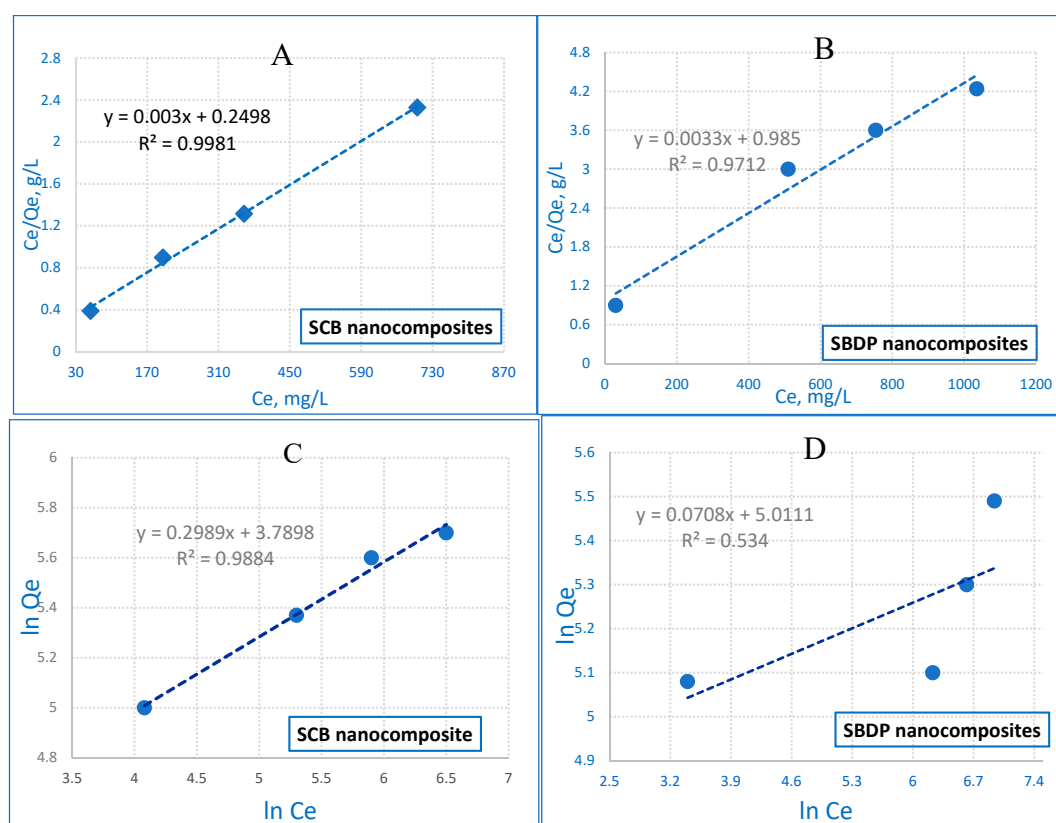 A
y = 0.003x + 0.2498
R² = 0.9981
Ce/Qe, g/L
2.8
2.4
2
1.6
1.2
0.8
0.4
0
SCB nanocomposites
30 170 310 450 590 730 870
Ce, mg/L
B
y = 0.0033x + 0.985
R² = 0.9712
Ce/Qe, g/L
4.8
4.2
3.6
3
2.4
1.8
1.2
0.6
0
SBDP nanocomposites
0 200 400 600 800 1000 1200
Ce, mg/L
C
y = 0.2989x + 3.7898
R² = 0.9884
ln Qe
6
5.8
5.6
5.4
5.2
5
4.8
SCB nanocomposite
3.5 4 4.5 5 5.5 6 6.5 7
ln Ce
D
y = 0.0708x + 5.0111
R² = 0.534
ln Qe
5.6
5.5
5.4
5.3
5.2
5.1
5
4.9
SBDP nanocomposites
2.5 3.2 3.9 4.6 5.3 6 6.7 7.4
ln Ce